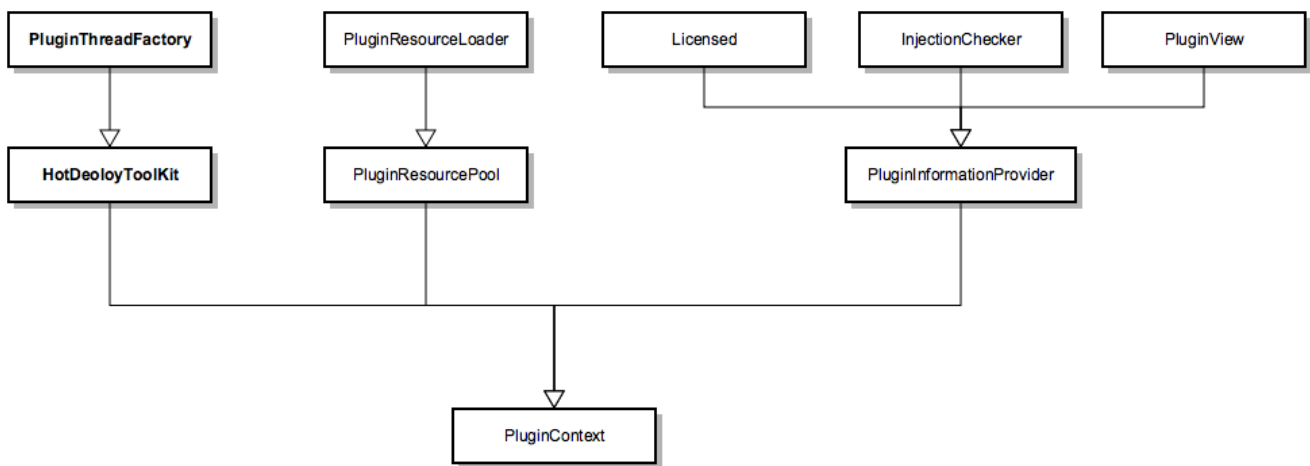 PluginThreadFactory
PluginResourceLoader
Licensed
InjectionChecker
PluginView
HotDeoloyToolKit
PluginResourcePool
PluginInformationProvider
PluginContext